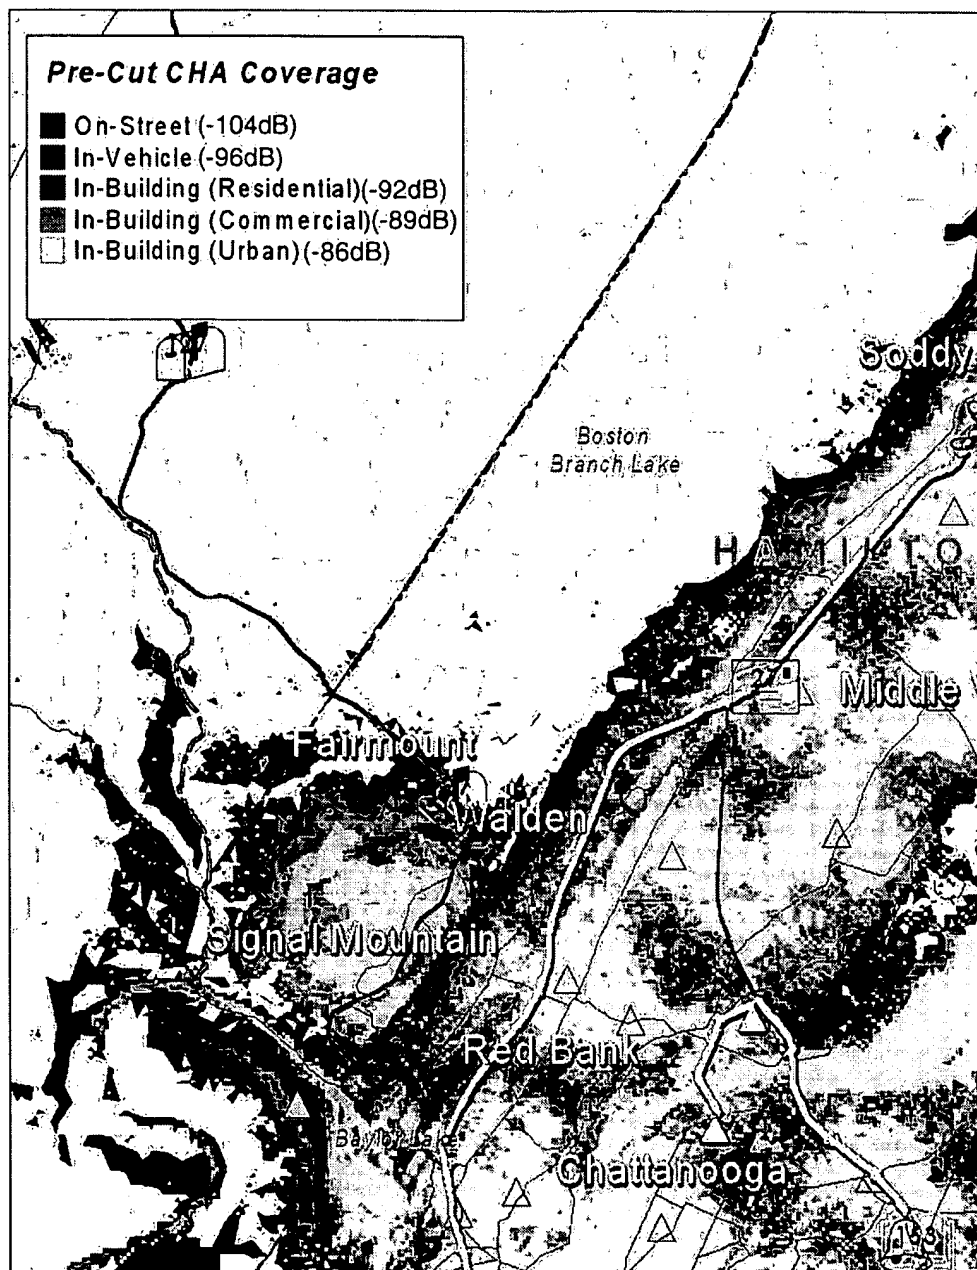 Pre-Cut CHA Coverage
On-Street (-104dB)
In-Vehicle (-96dB)
In-Building (Residential)(-92dB)
In-Building (Commercial)(-89dB)
In-Building (Urban)(-86dB)
Soddy
Boston
Branch Lake
HAMILTO
Middle V
Fairmount
Walden
Signal Mountain
Red Bank
Baylor Lake
Chattanooga
153